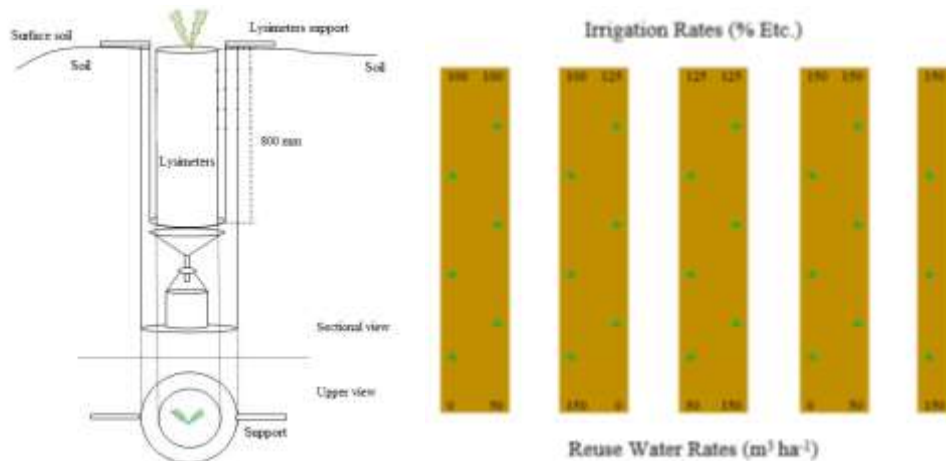 Lysimeters support
Surface soil
Soil
Soil
800 mm
Lysimeters
Sectional view
Upper view
Support
Irrigation Rates (% Etc.)
100 100 100 125 125 125 150 150 150
0 50 150 0 50 150 0 50 150
Reuse Water Rates (m³ ha⁻¹)